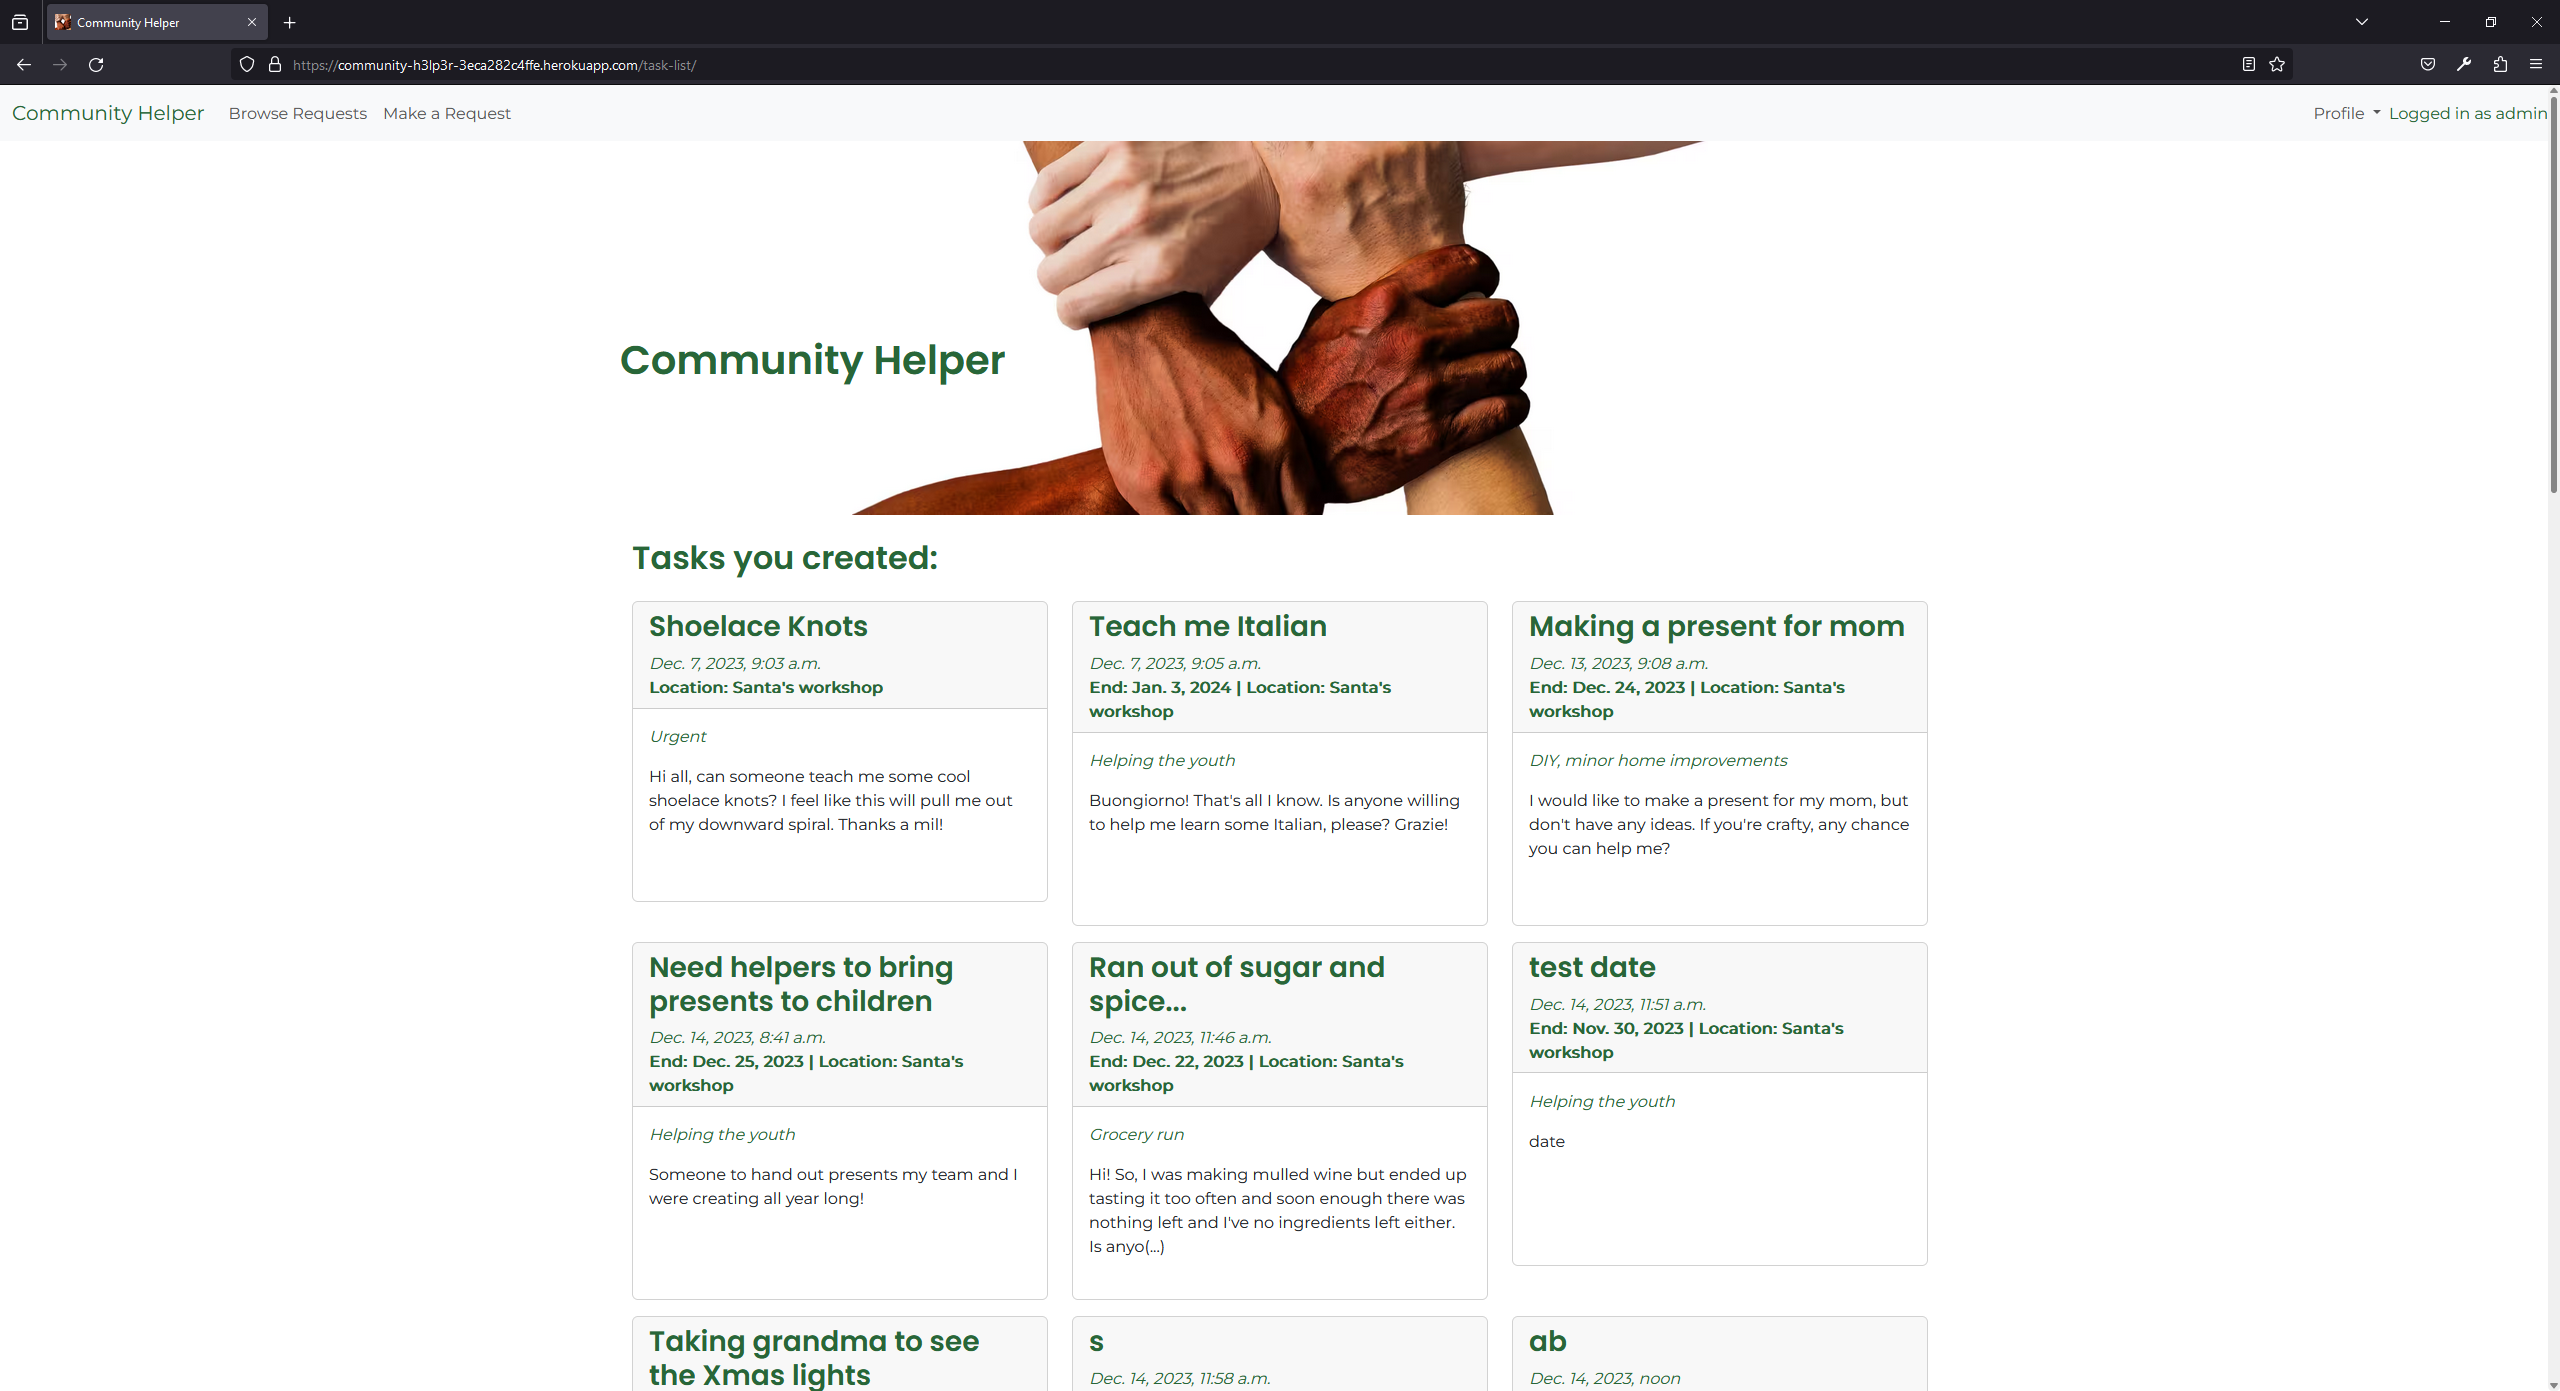 Community Helper
https://community-h3lp3r-3eca282c4ffe.herokuapp.com/task-list/
Community Helper Browse Requests Make a Request Profile Logged in as admin
Community Helper
Tasks you created:
Shoelace Knots
Dec. 7, 2023, 9:03 a.m.
Location: Santa's workshop
Urgent
Hi all, can someone teach me some cool
shoelace knots? I feel like this will pull me out
of my downward spiral. Thanks a mil!
Teach me Italian
Dec. 7, 2023, 9:05 a.m.
End: Jan. 3, 2024 | Location: Santa's
workshop
Helping the youth
Buongiorno! That's all I know. Is anyone willing
to help me learn some Italian, please? Grazie!
Making a present for mom
Dec. 13, 2023, 9:08 a.m.
End: Dec. 24, 2023 | Location: Santa's
workshop
DIY, minor home improvements
I would like to make a present for my mom, but
don't have any ideas. If you're crafty, any chance
you can help me?
Need helpers to bring
presents to children
Dec. 14, 2023, 8:41 a.m.
End: Dec. 25, 2023 | Location: Santa's
workshop
Helping the youth
Someone to hand out presents my team and I
were creating all year long!
Ran out of sugar and
spice...
Dec. 14, 2023, 11:46 a.m.
End: Dec. 22, 2023 | Location: Santa's
workshop
Grocery run
Hi! So, I was making mulled wine but ended up
tasting it too often and soon enough there was
nothing left and I've no ingredients left either.
Is anyo(...)
test date
Dec. 14, 2023, 11:51 a.m.
End: Nov. 30, 2023 | Location: Santa's
workshop
Helping the youth
date
Taking grandma to see
the Xmas lights
s
Dec. 14, 2023, 11:58 a.m.
ab
Dec. 14, 2023, noon